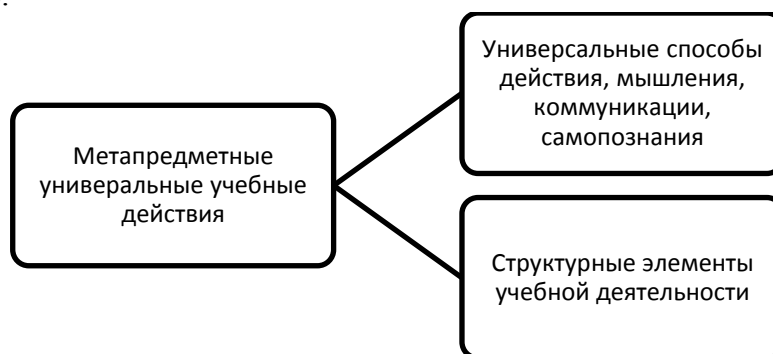 .
Метапредметные
универальные учебные
действия
Универсальные способы
действия, мышления,
коммуникации,
самопознания
Структурные элементы
учебной деятельности